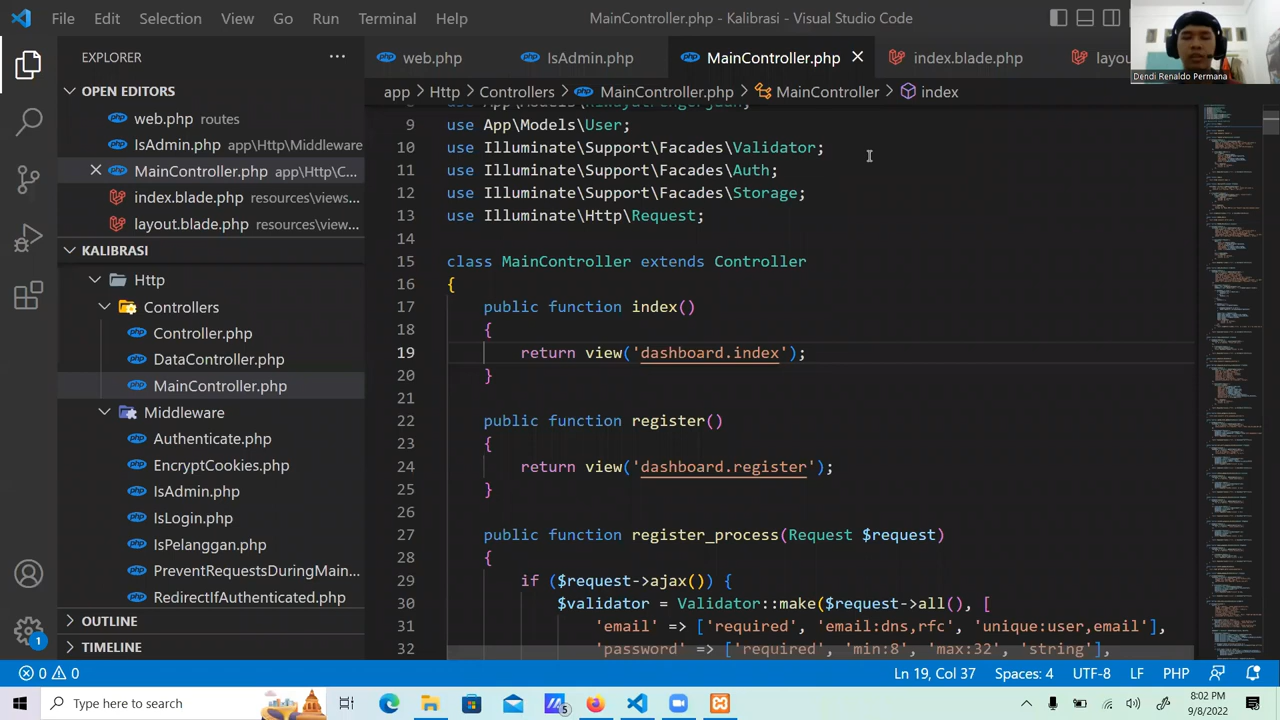 File Edit Selection View Go Run Terminal Help
MainController.php - Kalibrasi - Visual Studio Code
Dendi Renaldo Permana
EXPLORER
web.php
IsAdmin.php
MainController.php
index.blade.php
layou
OPEN EDITORS
web.php routes
IsAdmin.php app\Http\Middlewar...
MainController.php app\Http\...
index.blade.php resources\view...
layout.blade.php resources\vi...
KALIBRASI
Http
Controllers
Controller.php
DataController.php
MainController.php
Middleware
Authenticate.php
EncryptCookies.php
IsAdmin.php
IsLogin.php
IsPelanggan.php
PreventRequestsDuringMain...
RedirectIfAuthenticated.php
OUTLINE
TIMELINE
app > Http > Controllers > MainController.php > MainController > index
9 use App\Models\User;
10 use Illuminate\Support\Facades\Validator;
11 use Illuminate\Support\Facades\Auth;
12 use Illuminate\Support\Facades\Storage;
13 use Illuminate\Http\Request;
14
15 class MainController extends Controller
16 {
17 public function index()
18 {
19 return view('dashboard.index');
20 }
21
22 public function register()
23 {
24 return view('dashboard.register');
25 }
26
27 public function register_process(Request $request)
28 {
29 if ($request->ajax()) {
30 $validator = Validator::make($request->all(), [
31 'email' => ['required', 'email:dns,rfc', 'unique:user,email'],
32 'password' => ['required', 'min:8', 'string'],
0 0
Ln 19, Col 37 Spaces: 4 UTF-8 LF PHP
1
Type here to search
5
8:02 PM
9/8/2022